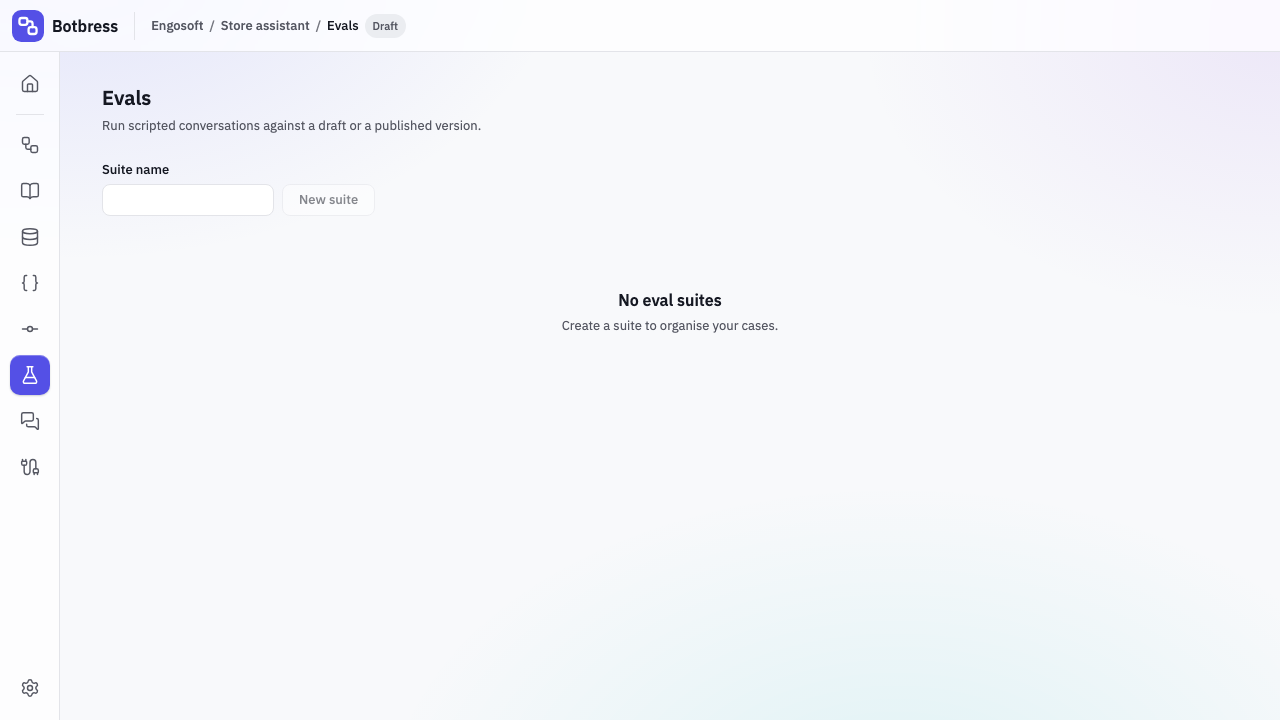 Botbress
Engosoft / Store assistant / Evals Draft
Evals
Run scripted conversations against a draft or a published version.
Suite name
New suite
No eval suites
Create a suite to organise your cases.